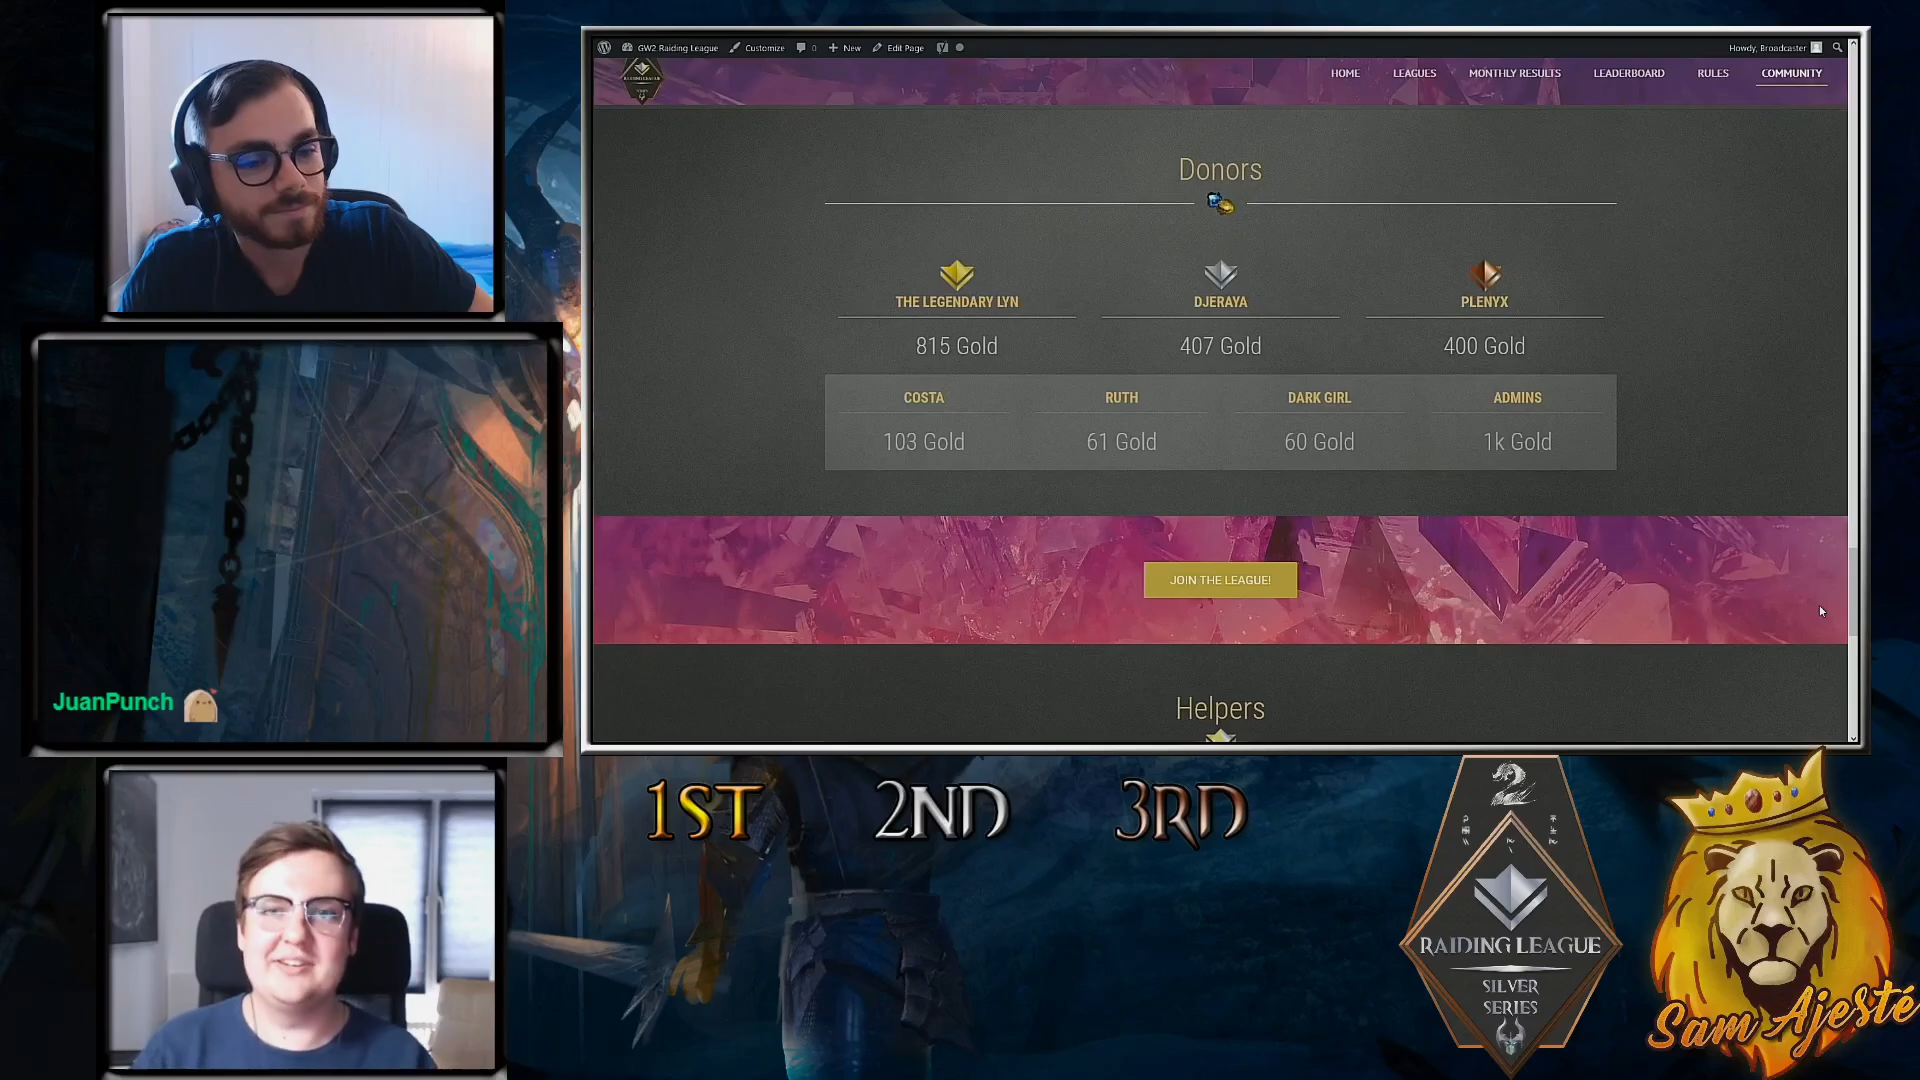 GW2 Raiding League
Customize
0
New
Edit Page
Howdy, Broadcaster
HOME
LEAGUES
MONTHLY RESULTS
LEADERBOARD
RULES
COMMUNITY
Donors
THE LEGENDARY LYN
DJERAYA
PLENYX
815 Gold
407 Gold
400 Gold
COSTA
RUTH
DARK GIRL
ADMINS
103 Gold
61 Gold
60 Gold
1k Gold
JOIN THE LEAGUE!
Helpers
JuanPunch
1ST
2ND
3RD
2
RAIDING LEAGUE
SILVER
SERIES
Sam Ajesté